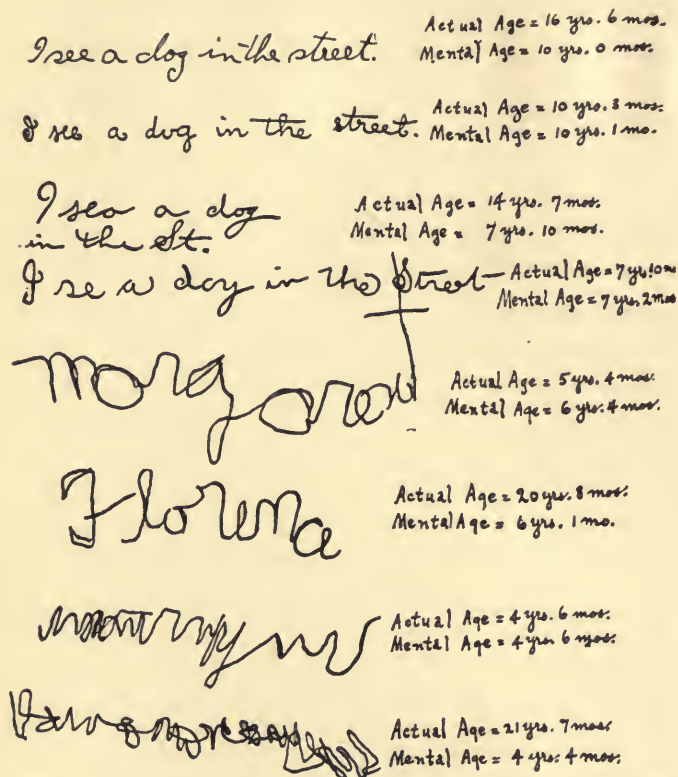 I see a dog in the street. Actual Age = 16 yrs. 6 mos.
Mental Age = 10 yrs. 0 mos.
I see a dog in the street. Actual Age = 10 yrs. 3 mos.
Mental Age = 10 yrs. 1 mo.
I seo a dog Actual Age = 14 yrs. 7 mos.
in the St. Mental Age = 7 yrs. 10 mos.
I se a dog in the Street Actual Age = 7 yrs. 10 mo
Mental Age = 7 yrs. 2 mos
Morgoret Actual Age = 5 yrs. 4 mos.
Mental Age = 6 yrs. 4 mos.
Florena Actual Age = 20 yrs. 8 mos.
Mental Age = 6 yrs. 1 mo.
Actual Age = 4 yrs. 6 mos.
Mental Age = 4 yrs. 6 mos.
Actual Age = 21 yrs. 7 mos.
Mental Age = 4 yrs. 4 mos.